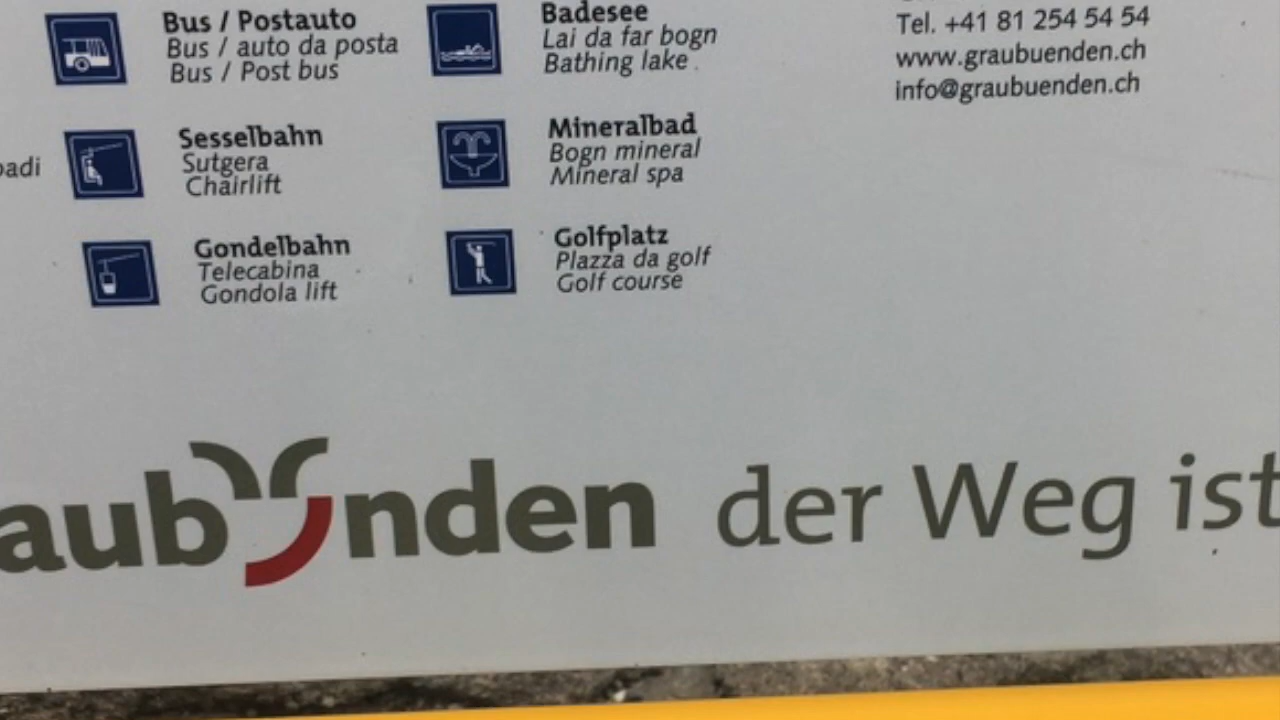 Bus / Postauto
Bus / auto da posta
Bus / Post bus
Sesselbahn
Sutgera
Chairlift
Gondelbahn
Telecabina
Gondola lift
Badesee
Lai da far bogn
Bathing lake
Mineralbad
Bogn mineral
Mineral spa
Golfplatz
Plazza da golf
Golf course
Tel. +41 81 254 54 54
www.graubuenden.ch
info@graubuenden.ch
aubünden der Weg ist